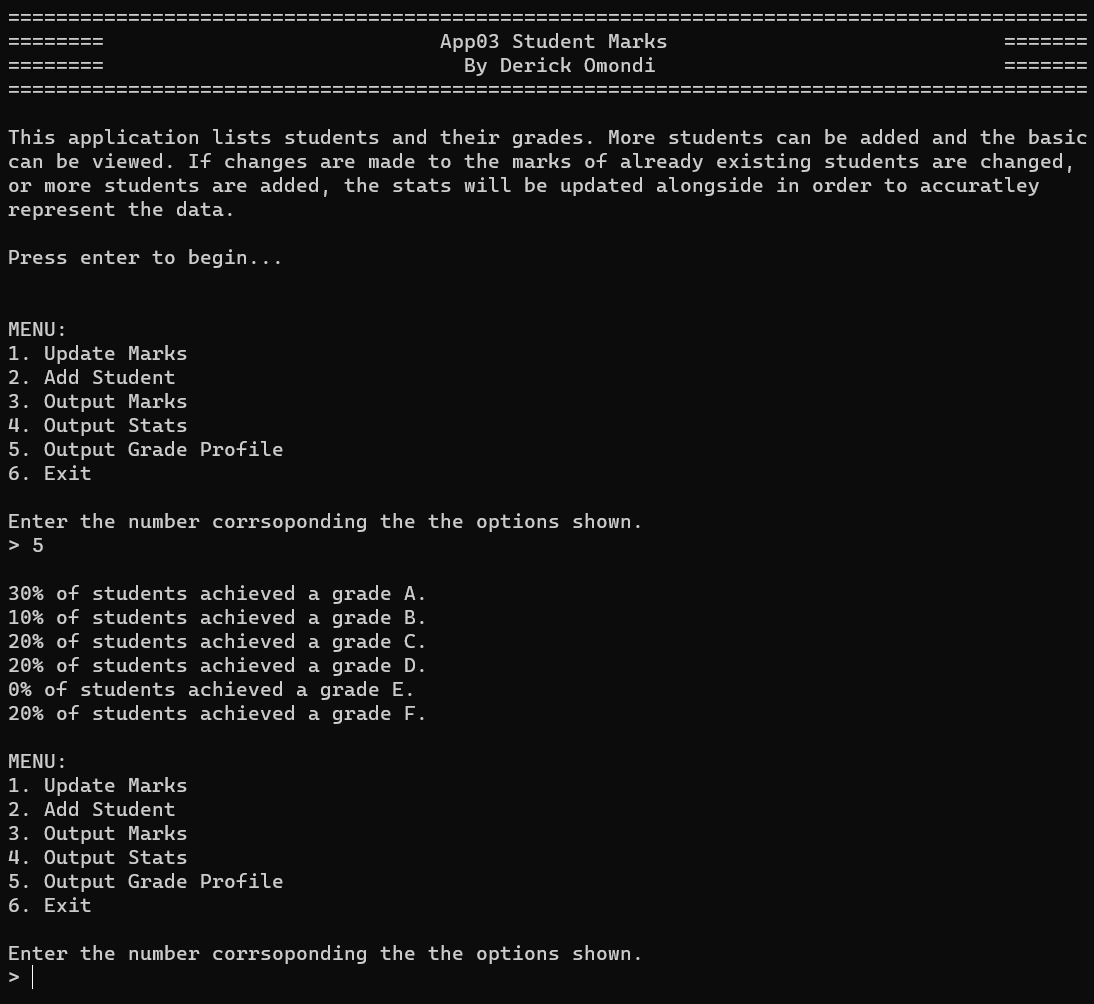 ==========================================================================================
======== App03 Student Marks =======
======== By Derick Omondi =======
==========================================================================================
This application lists students and their grades. More students can be added and the basic
can be viewed. If changes are made to the marks of already existing students are changed,
or more students are added, the stats will be updated alongside in order to accuratley
represent the data.
Press enter to begin...
MENU:
1. Update Marks
2. Add Student
3. Output Marks
4. Output Stats
5. Output Grade Profile
6. Exit
Enter the number corrsoponding the the options shown.
> 5
30% of students achieved a grade A.
10% of students achieved a grade B.
20% of students achieved a grade C.
20% of students achieved a grade D.
0% of students achieved a grade E.
20% of students achieved a grade F.
MENU:
1. Update Marks
2. Add Student
3. Output Marks
4. Output Stats
5. Output Grade Profile
6. Exit
Enter the number corrsoponding the the options shown.
>